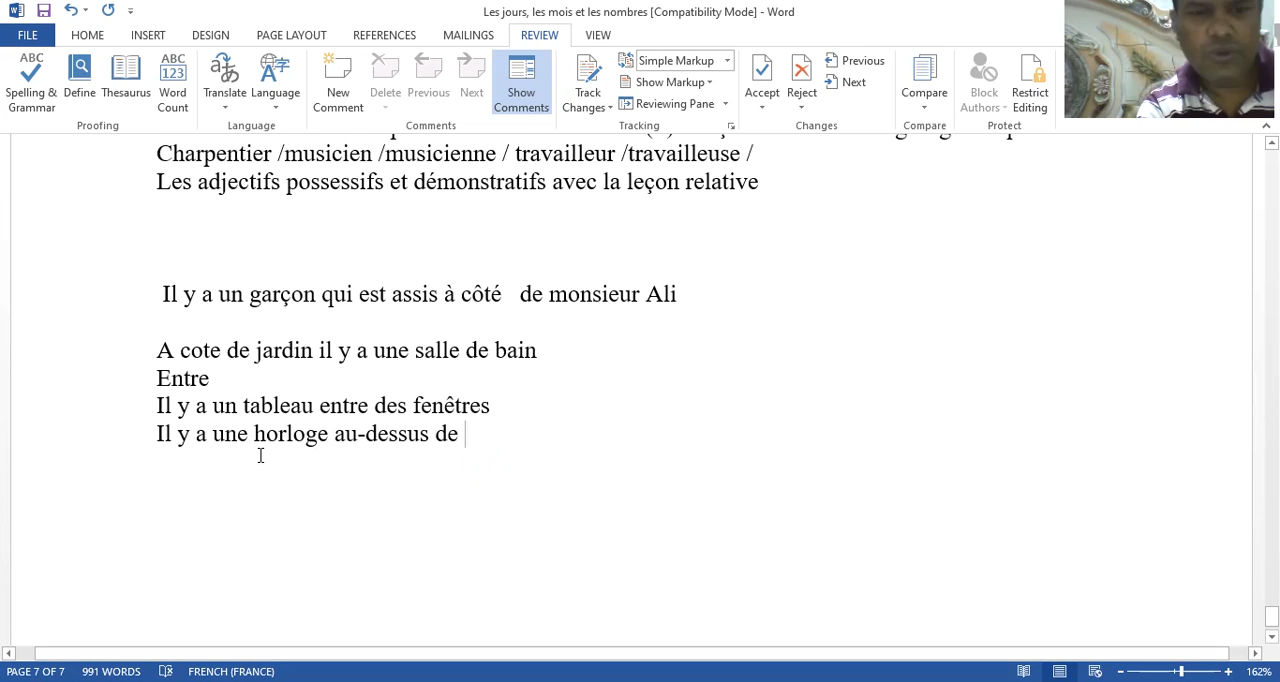 Les jours, les mois et les nombres [Compatibility Mode] - Word
FILE HOME INSERT DESIGN PAGE LAYOUT REFERENCES MAILINGS REVIEW VIEW
ABC ABC 123 Simple Markup Previous
Show Markup Next
Reviewing Pane
Spelling & Grammar Define Thesaurus Word Count Translate Language New Comment Delete Previous Next Show Comments Track Changes Accept Reject Compare Block Authors Restrict Editing
Proofing Language Comments Tracking Changes Compare Protect
Charpentier /musicien /musicienne / travailleur /travailleuse /
Les adjectifs possessifs et démonstratifs avec la leçon relative
Il y a un garçon qui est assis à côté de monsieur Ali
A cote de jardin il y a une salle de bain
Entre
Il y a un tableau entre des fenêtres
Il y a une horloge au-dessus de
PAGE 7 OF 7 991 WORDS FRENCH (FRANCE) 162%